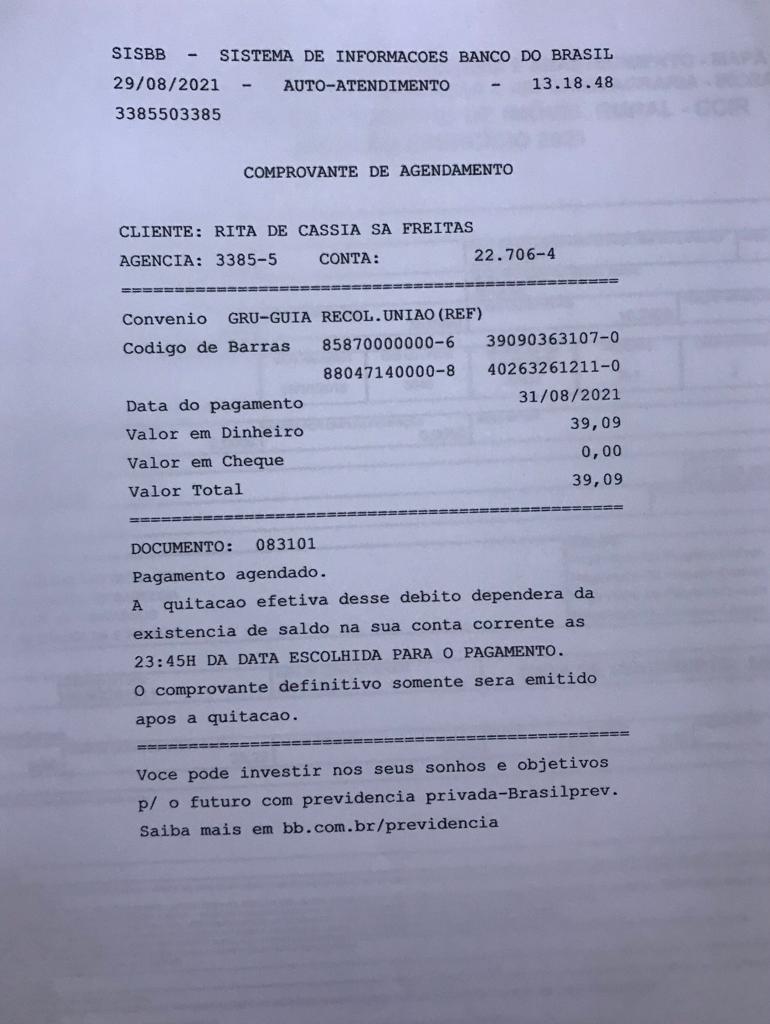 SISBB - SISTEMA DE INFORMACOES BANCO DO BRASIL
29/08/2021 - AUTO-ATENDIMENTO - 13.18.48
3385503385
COMPROVANTE DE AGENDAMENTO
CLIENTE: RITA DE CASSIA SA FREITAS
AGENCIA: 3385-5 CONTA: 22.706-4
================================================
Convenio GRU-GUIA RECOL.UNIAO(REF)
Codigo de Barras 85870000000-6 39090363107-0
88047140000-8 40263261211-0
Data do pagamento 31/08/2021
Valor em Dinheiro 39,09
Valor em Cheque 0,00
Valor Total 39,09
================================================
DOCUMENTO: 083101
Pagamento agendado.
A quitacao efetiva desse debito dependera da
existencia de saldo na sua conta corrente as
23:45H DA DATA ESCOLHIDA PARA O PAGAMENTO.
O comprovante definitivo somente sera emitido
apos a quitacao.
================================================
Voce pode investir nos seus sonhos e objetivos
p/ o futuro com previdencia privada-Brasilprev.
Saiba mais em bb.com.br/previdencia